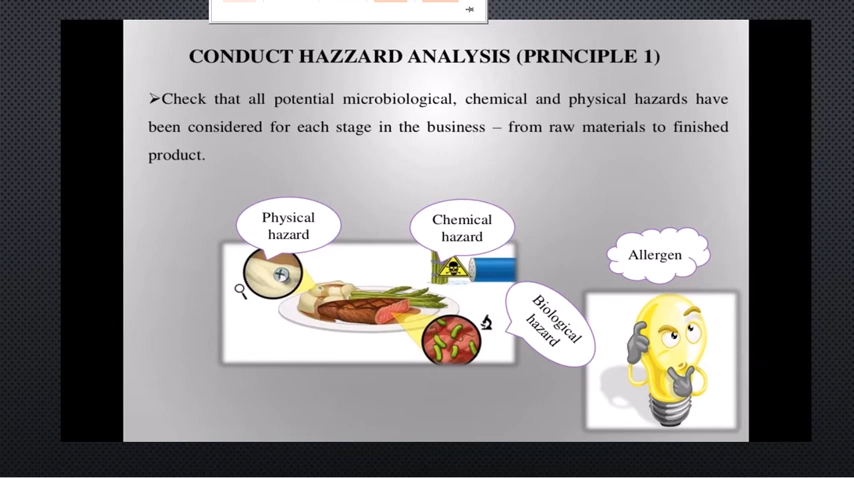 CONDUCT HAZZARD ANALYSIS (PRINCIPLE 1)
➢Check that all potential microbiological, chemical and physical hazards have
been considered for each stage in the business – from raw materials to finished
product.
Physical
hazard
Chemical
hazard
Allergen
Biological
hazard